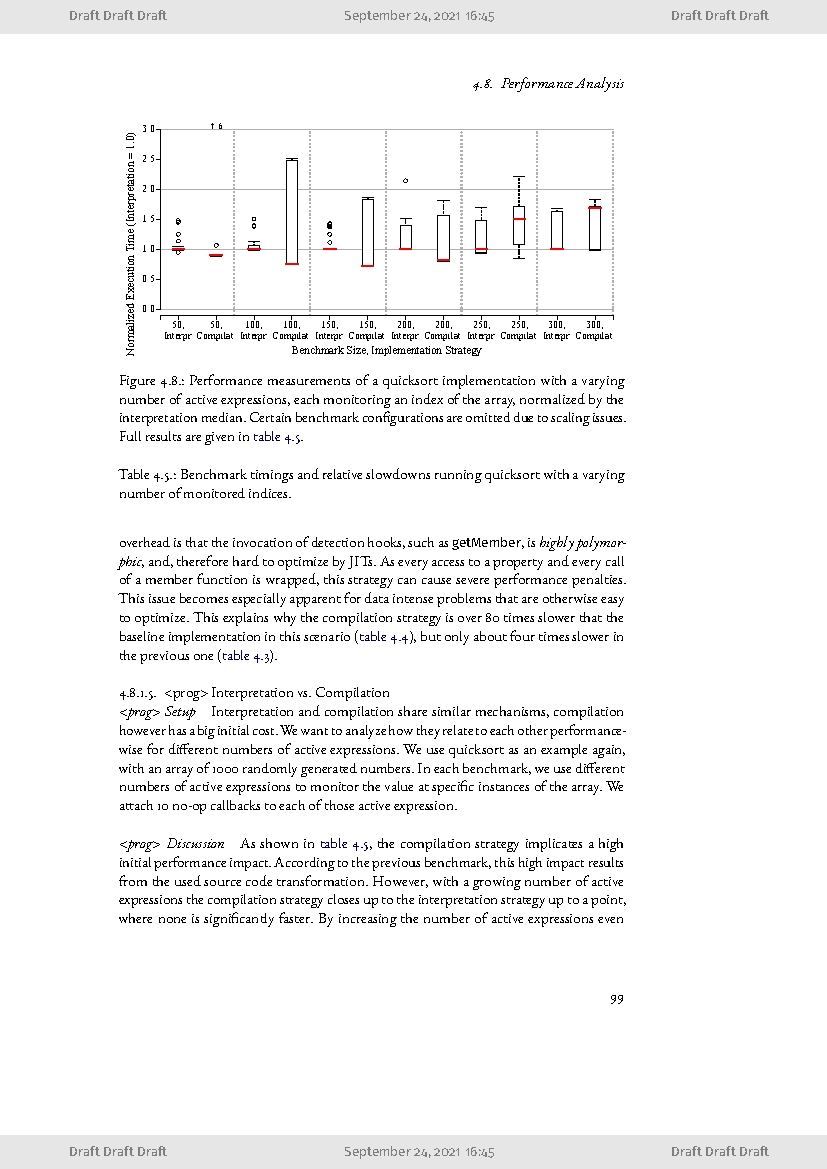 Draft Draft Draft September 24, 2021 16:45 Draft Draft Draft
4.8. Performance Analysis
↑ 6
Normalized Execution Time (Interpretation = 1.0)
3.0
2.5
2.0
1.5
1.0
0.5
0.0
50, 50, 100, 100, 150, 150, 200, 200, 250, 250, 300, 300,
Interpr Compilat Interpr Compilat Interpr Compilat Interpr Compilat Interpr Compilat Interpr Compilat
Benchmark Size, Implementation Strategy
Figure 4.8.: Performance measurements of a quicksort implementation with a varying
number of active expressions, each monitoring an index of the array, normalized by the
interpretation median. Certain benchmark configurations are omitted due to scaling issues.
Full results are given in table 4.5.
Table 4.5.: Benchmark timings and relative slowdowns running quicksort with a varying
number of monitored indices.
overhead is that the invocation of detection hooks, such as getMember, is highly polymor-
phic, and, therefore hard to optimize by JITs. As every access to a property and every call
of a member function is wrapped, this strategy can cause severe performance penalties.
This issue becomes especially apparent for data intense problems that are otherwise easy
to optimize. This explains why the compilation strategy is over 80 times slower that the
baseline implementation in this scenario (table 4.4), but only about four times slower in
the previous one (table 4.3).
4.8.1.5. <prog> Interpretation vs. Compilation
<prog> Setup Interpretation and compilation share similar mechanisms, compilation
however has a big initial cost. We want to analyze how they relate to each other performance-
wise for different numbers of active expressions. We use quicksort as an example again,
with an array of 1000 randomly generated numbers. In each benchmark, we use different
numbers of active expressions to monitor the value at specific instances of the array. We
attach 10 no-op callbacks to each of those active expression.
<prog> Discussion As shown in table 4.5, the compilation strategy implicates a high
initial performance impact. According to the previous benchmark, this high impact results
from the used source code transformation. However, with a growing number of active
expressions the compilation strategy closes up to the interpretation strategy up to a point,
where none is significantly faster. By increasing the number of active expressions even
99
Draft Draft Draft September 24, 2021 16:45 Draft Draft Draft